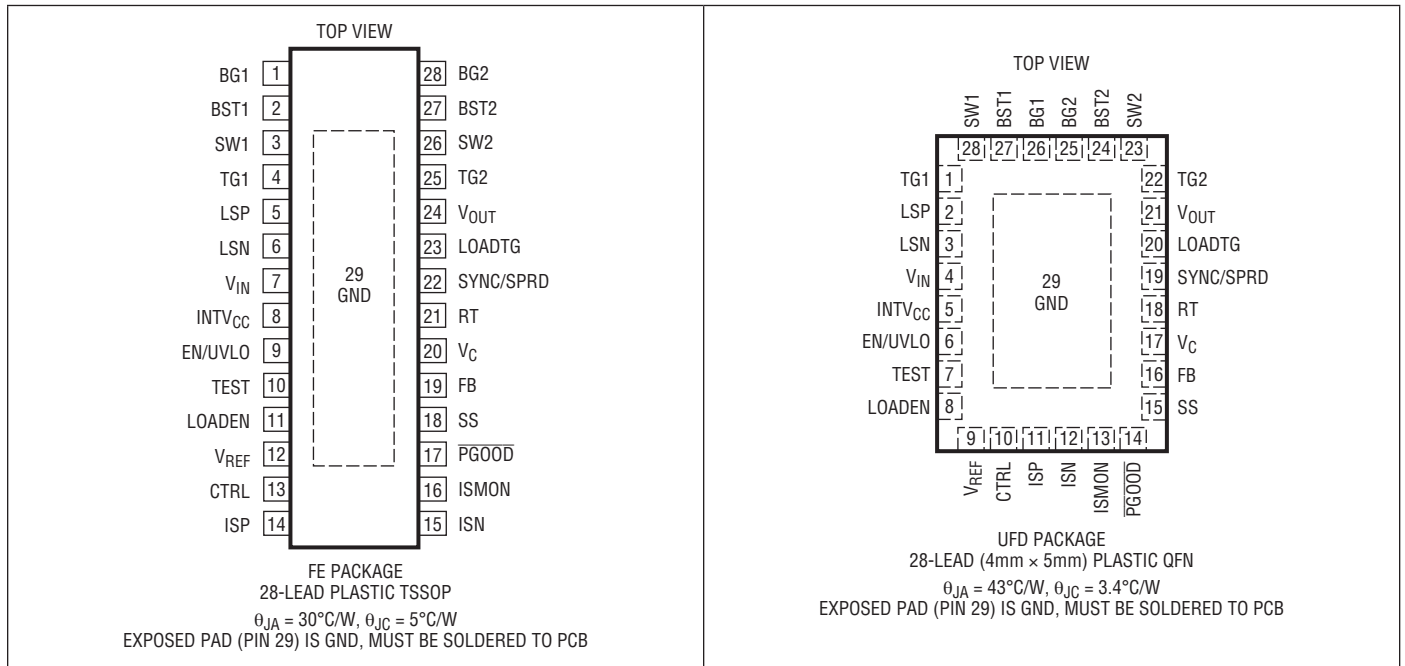 TOP VIEW
BG1 1 28 BG2
BST1 2 27 BST2
SW1 3 26 SW2
TG1 4 25 TG2
LSP 5 24 VOUT
LSN 6 23 LOADTG
VIN 7 22 SYNC/SPRD
INTVCC 8 21 RT
EN/UVLO 9 20 VC
TEST 10 19 FB
LOADEN 11 18 SS
VREF 12 17 PGOOD
CTRL 13 16 ISMON
ISP 14 15 ISN
29
GND
FE PACKAGE
28-LEAD PLASTIC TSSOP
θJA = 30°C/W, θJC = 5°C/W
EXPOSED PAD (PIN 29) IS GND, MUST BE SOLDERED TO PCB
TOP VIEW
SW1 BST1 BG1 BG2 BST2 SW2
28 27 26 25 24 23
TG1 1 22 TG2
LSP 2 21 VOUT
LSN 3 20 LOADTG
VIN 4 19 SYNC/SPRD
INTVCC 5 18 RT
EN/UVLO 6 17 VC
TEST 7 16 FB
LOADEN 8 15 SS
29
GND
9 10 11 12 13 14
VREF CTRL ISP ISN ISMON PGOOD
UFD PACKAGE
28-LEAD (4mm × 5mm) PLASTIC QFN
θJA = 43°C/W, θJC = 3.4°C/W
EXPOSED PAD (PIN 29) IS GND, MUST BE SOLDERED TO PCB